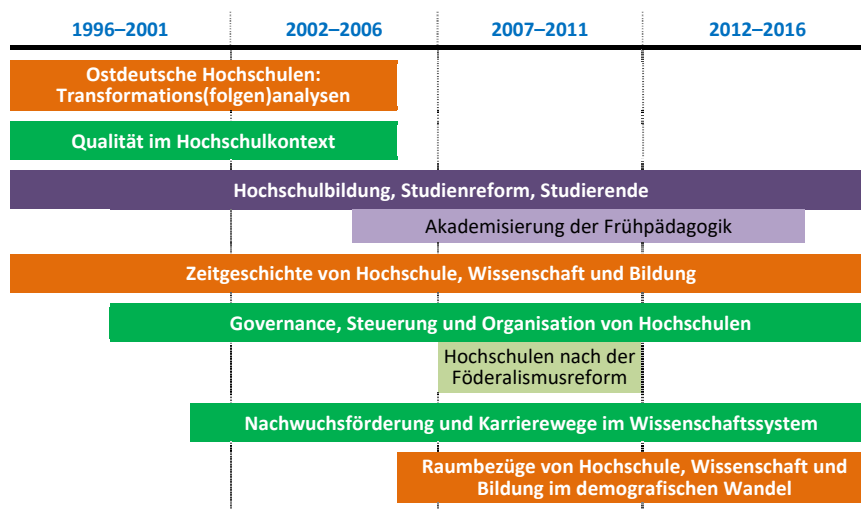 1996–2001
2002–2006
2007–2011
2012–2016
Ostdeutsche Hochschulen:
Transformations(folgen)analysen
Qualität im Hochschulkontext
Hochschulbildung, Studienreform, Studierende
Akademisierung der Frühpädagogik
Zeitgeschichte von Hochschule, Wissenschaft und Bildung
Governance, Steuerung und Organisation von Hochschulen
Hochschulen nach der
Föderalismusreform
Nachwuchsförderung und Karrierewege im Wissenschaftssystem
Raumbezüge von Hochschule, Wissenschaft und
Bildung im demografischen Wandel